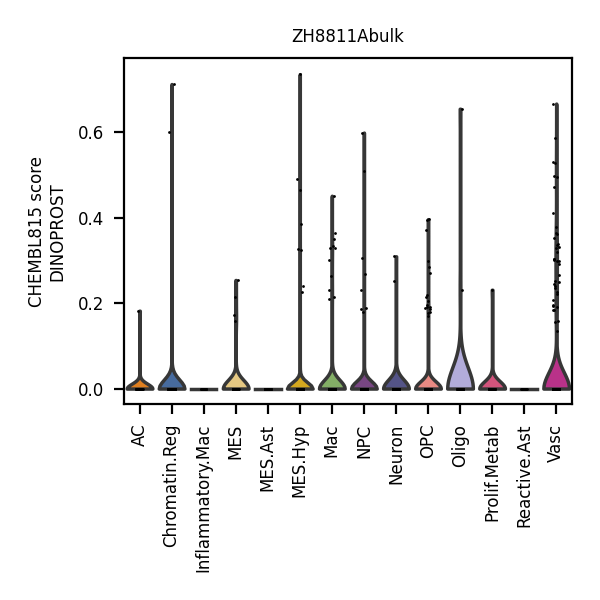 ZH8811Abulk
CHEMBL815 score
DINOPROST
0.6
0.4
0.2
0.0
AC
Chromatin.Reg
Inflammatory.Mac
MES
MES.Ast
MES.Hyp
Mac
NPC
Neuron
OPC
Oligo
Prolif.Metab
Reactive.Ast
Vasc